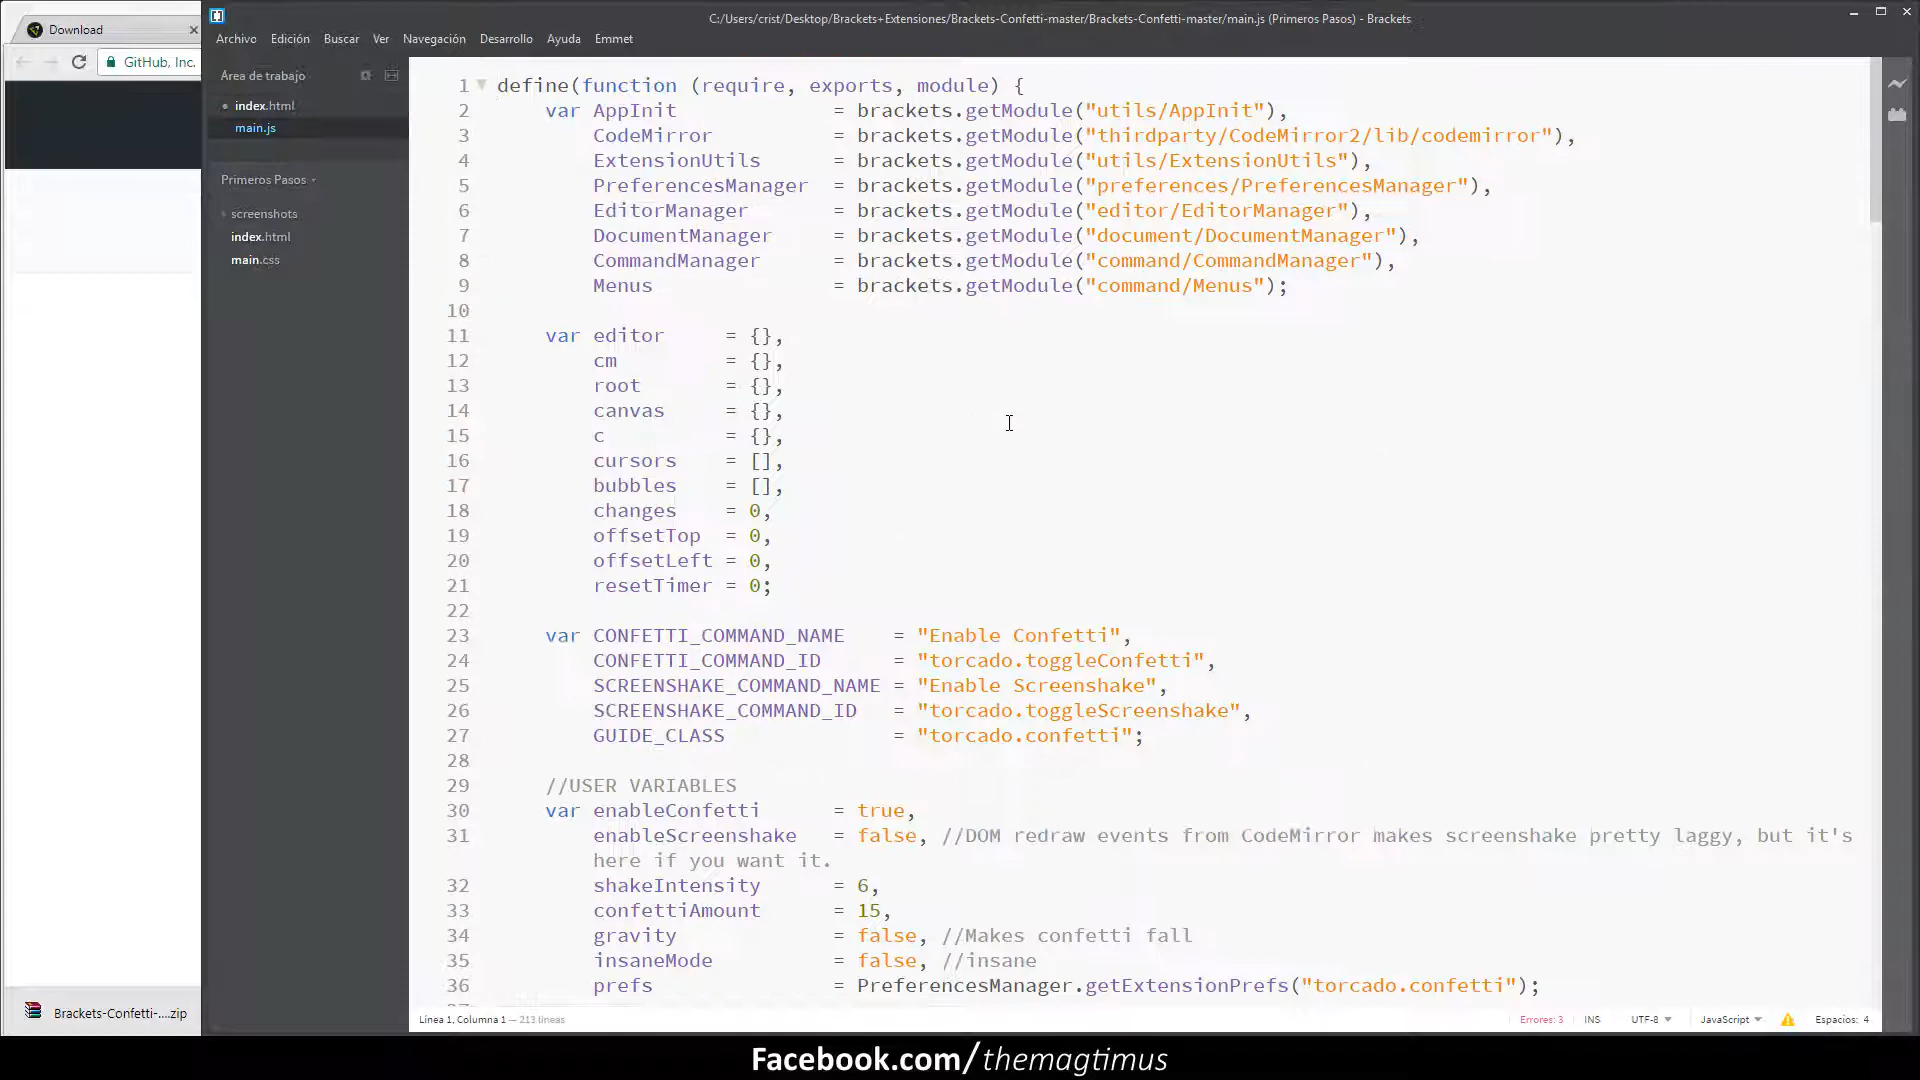 C:/Users/crist/Desktop/Brackets+Extensiones/Brackets-Confetti-master/Brackets-Confetti-master/main.js (Primeros Pasos) - Brackets
Download
Archivo Edición Buscar Ver Navegación Desarrollo Ayuda Emmet
GitHub, Inc.
Área de trabajo
index.html
main.js
Primeros Pasos
screenshots
index.html
main.css
1 define(function (require, exports, module) {
2 var AppInit = brackets.getModule("utils/AppInit"),
3 CodeMirror = brackets.getModule("thirdparty/CodeMirror2/lib/codemirror"),
4 ExtensionUtils = brackets.getModule("utils/ExtensionUtils"),
5 PreferencesManager = brackets.getModule("preferences/PreferencesManager"),
6 EditorManager = brackets.getModule("editor/EditorManager"),
7 DocumentManager = brackets.getModule("document/DocumentManager"),
8 CommandManager = brackets.getModule("command/CommandManager"),
9 Menus = brackets.getModule("command/Menus");
10
11 var editor = {},
12 cm = {},
13 root = {},
14 canvas = {},
15 c = {},
16 cursors = [],
17 bubbles = [],
18 changes = 0,
19 offsetTop = 0,
20 offsetLeft = 0,
21 resetTimer = 0;
22
23 var CONFETTI_COMMAND_NAME = "Enable Confetti",
24 CONFETTI_COMMAND_ID = "torcado.toggleConfetti",
25 SCREENSHAKE_COMMAND_NAME = "Enable Screenshake",
26 SCREENSHAKE_COMMAND_ID = "torcado.toggleScreenshake",
27 GUIDE_CLASS = "torcado.confetti";
28
29 //USER VARIABLES
30 var enableConfetti = true,
31 enableScreenshake = false, //DOM redraw events from CodeMirror makes screenshake pretty laggy, but it's
here if you want it.
32 shakeIntensity = 6,
33 confettiAmount = 15,
34 gravity = false, //Makes confetti fall
35 insaneMode = false, //insane
36 prefs = PreferencesManager.getExtensionPrefs("torcado.confetti");
Brackets-Confetti-....zip
Línea 1, Columna 1 — 213 líneas
Errores: 3 INS UTF-8 JavaScript Espacios: 4
Facebook.com/themagtimus